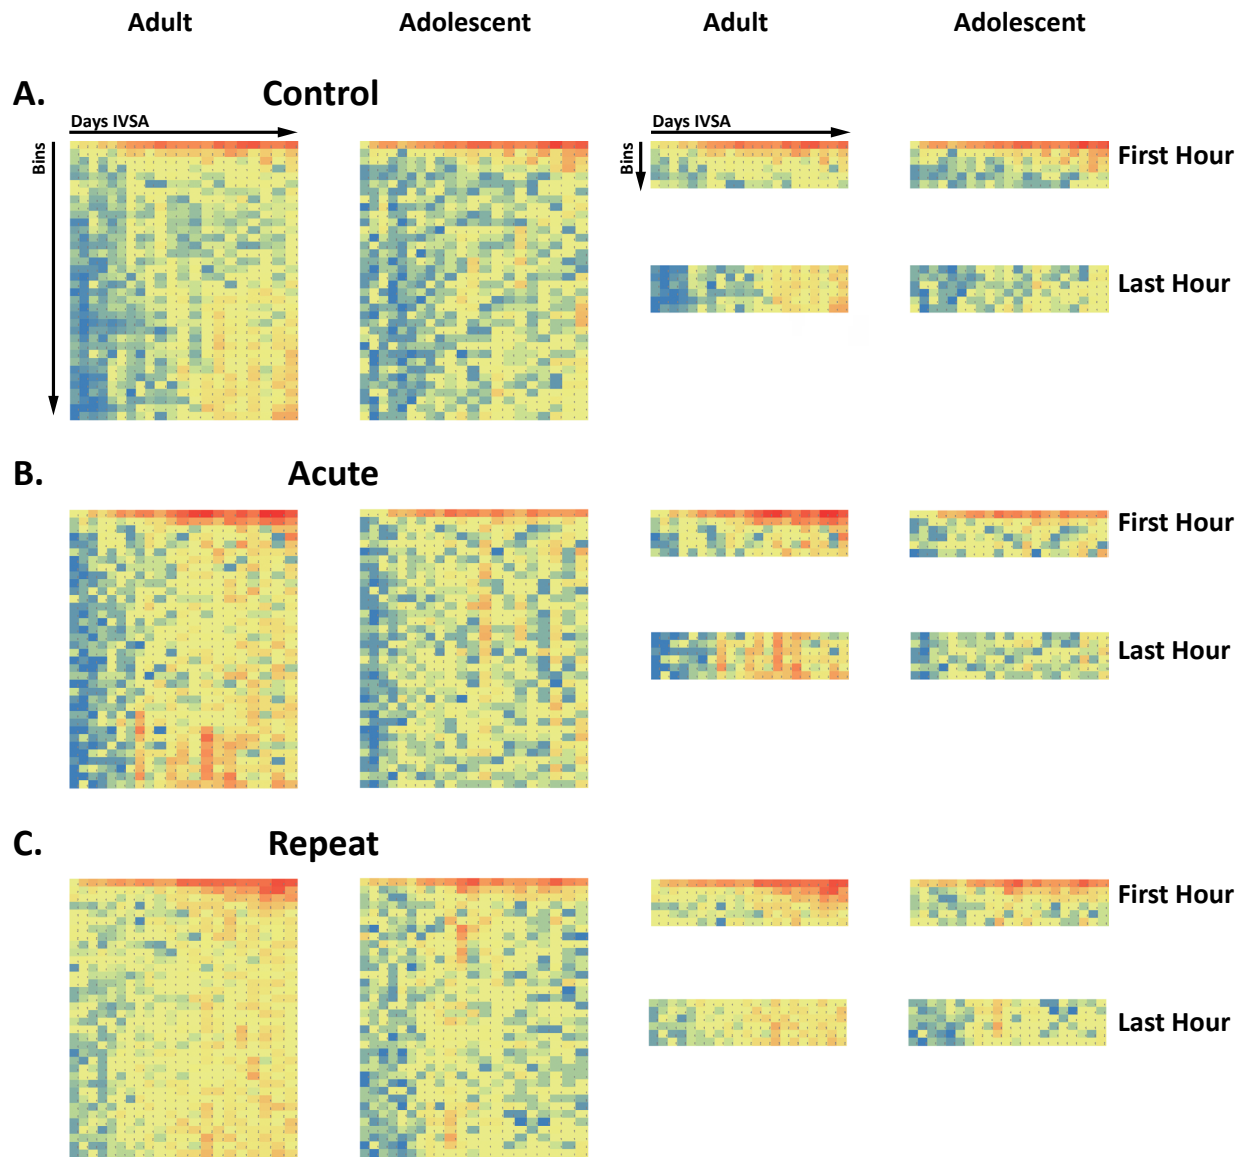 Adult Adolescent Adult Adolescent
A. Control
Days IVSA Days IVSA
Bins Bins First Hour
Last Hour
B. Acute
First Hour
Last Hour
C. Repeat
First Hour
Last Hour